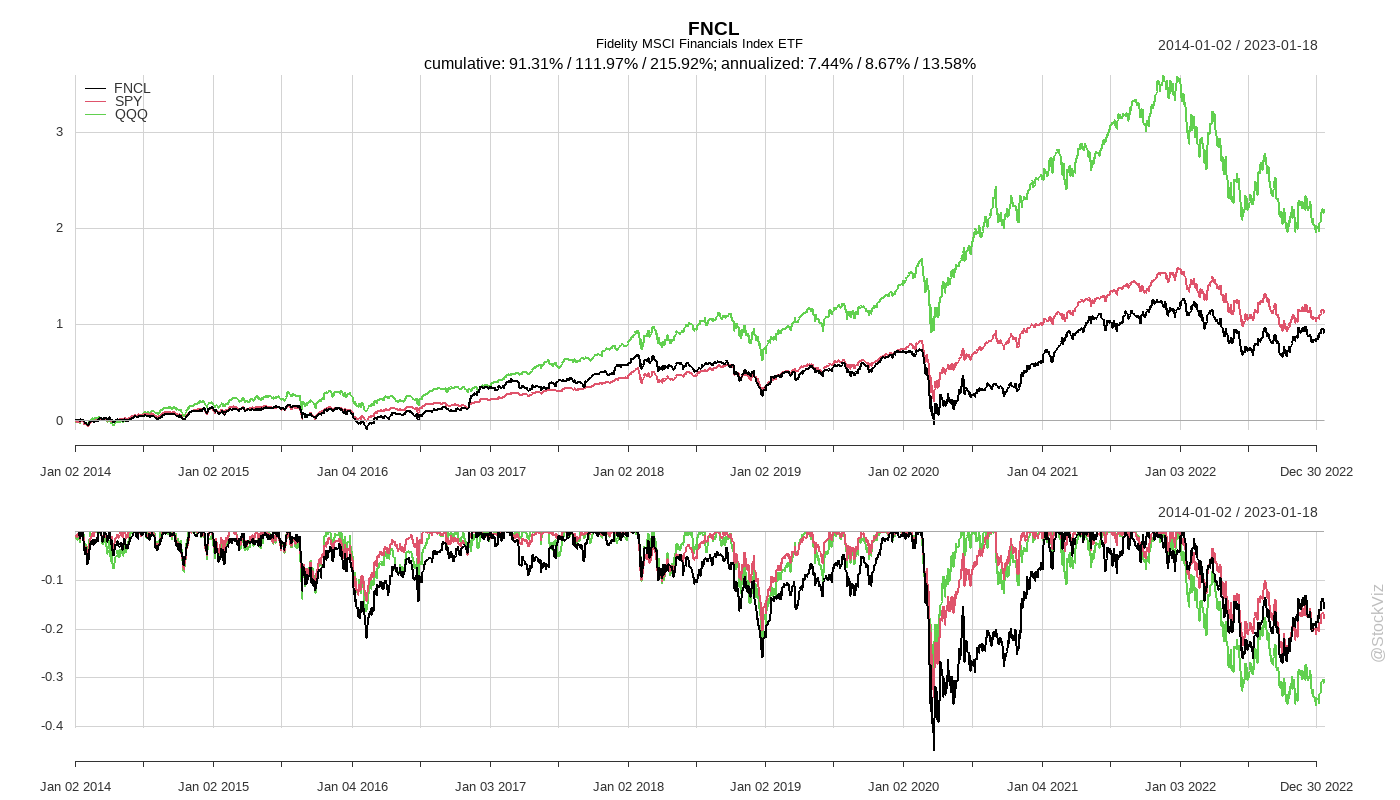 FNCL
Fidelity MSCI Financials Index ETF
2014-01-02 / 2023-01-18
cumulative: 91.31% / 111.97% / 215.92%; annualized: 7.44% / 8.67% / 13.58%
FNCL
SPY
QQQ
3
2
1
0
Jan 02 2014 Jan 02 2015 Jan 04 2016 Jan 03 2017 Jan 02 2018 Jan 02 2019 Jan 02 2020 Jan 04 2021 Jan 03 2022 Dec 30 2022
2014-01-02 / 2023-01-18
-0.1
-0.2
-0.3
-0.4
Jan 02 2014 Jan 02 2015 Jan 04 2016 Jan 03 2017 Jan 02 2018 Jan 02 2019 Jan 02 2020 Jan 04 2021 Jan 03 2022 Dec 30 2022
@StockViz